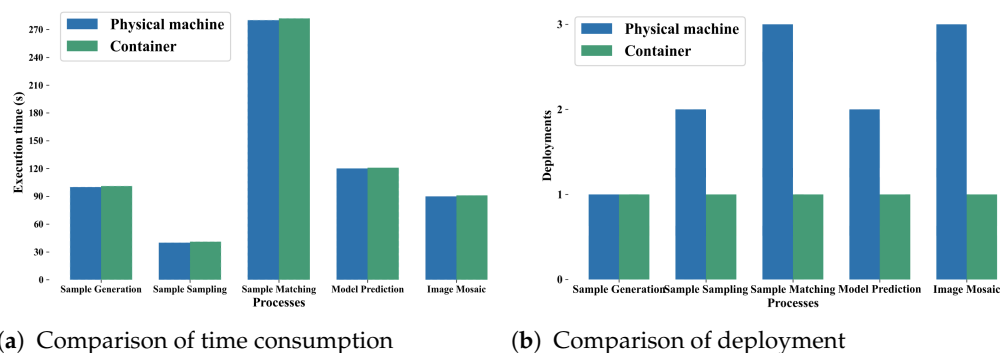 Physical machine
Container
270
240
210
180
150
120
90
60
30
0
Execution time (s)
Sample Generation Sample Sampling Sample Matching Model Prediction Image Mosaic
Processes
(a) Comparison of time consumption
Physical machine
Container
3
2
1
0
Deployments
Sample Generation Sample Sampling Sample Matching Model Prediction Image Mosaic
Processes
(b) Comparison of deployment